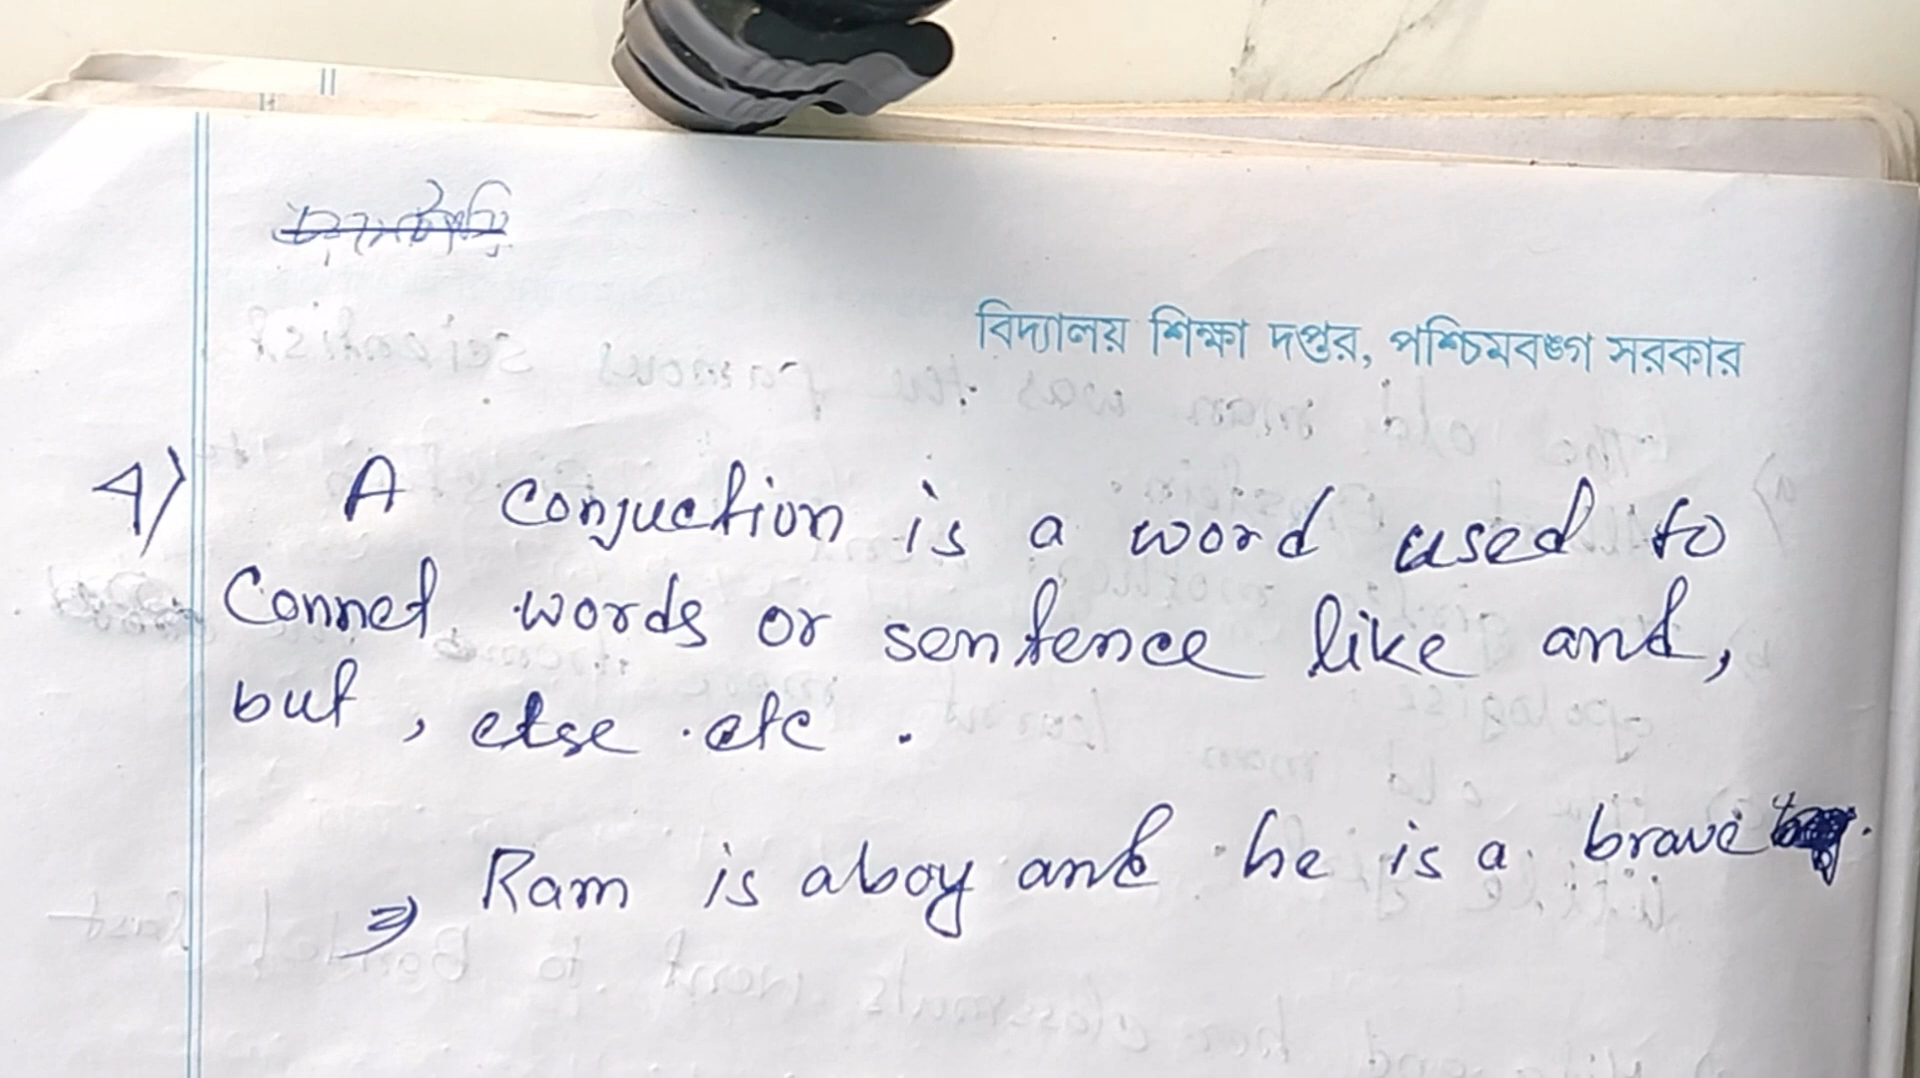 বিদ্যালয় শিক্ষা দপ্তর, পশ্চিমবঙ্গ সরকার
4) A conjuction is a word used to
Connet words or sentence like and,
but, else etc.
⇒ Ram is a boy and he is a brave